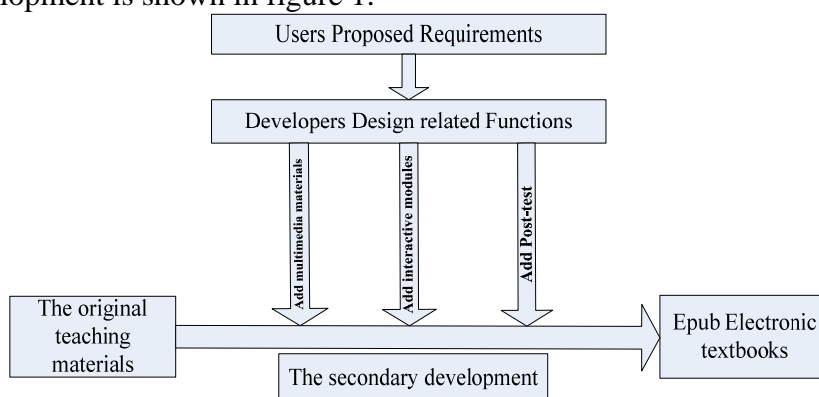 lopment is shown in figure 1.
Users Proposed Requirements
Developers Design related Functions
Add multimedia materials
Add interactive modules
Add Post-test
The original
teaching
materials
Epub Electronic
textbooks
The secondary development